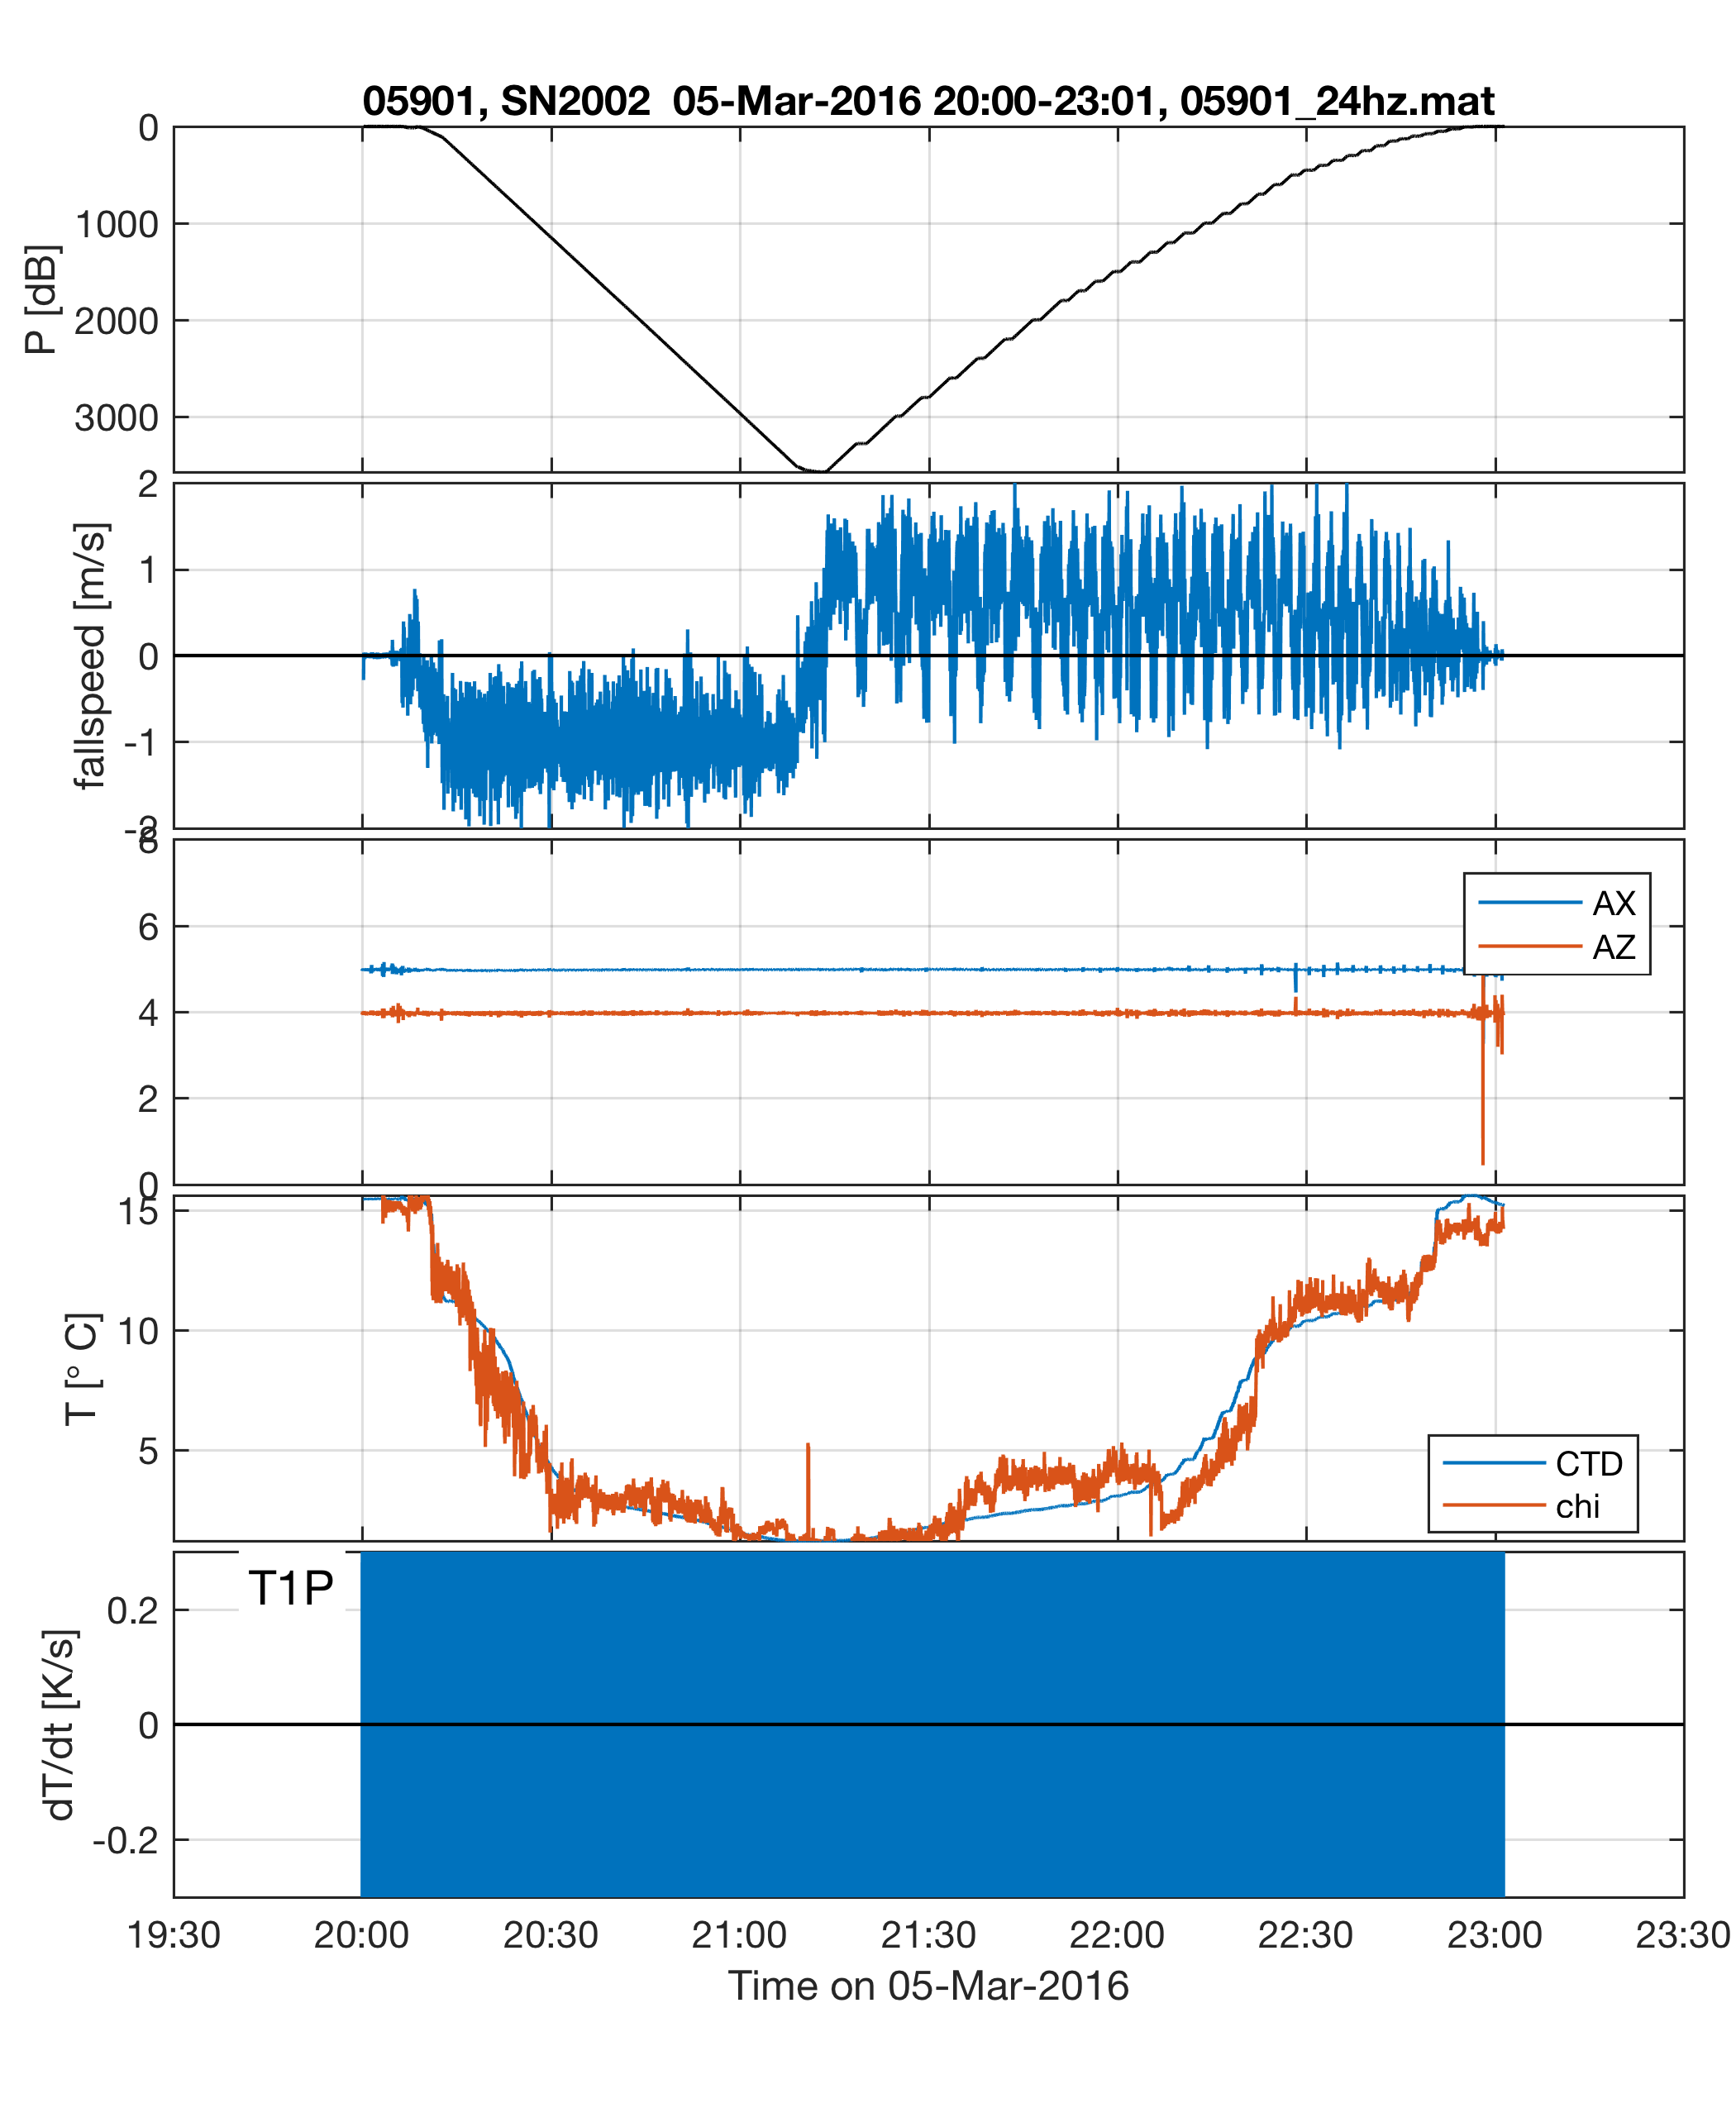 05901, SN2002  05-Mar-2016 20:00-23:01, 05901_24hz.mat
0
1000
2000
3000
P [dB]
2
1
0
-1
-2
fallspeed [m/s]
8
6
4
2
0
AX
AZ
15
10
5
T [° C]
CTD
chi
T1P
0.2
0
-0.2
dT/dt [K/s]
19:30 20:00 20:30 21:00 21:30 22:00 22:30 23:00 23:30
Time on 05-Mar-2016